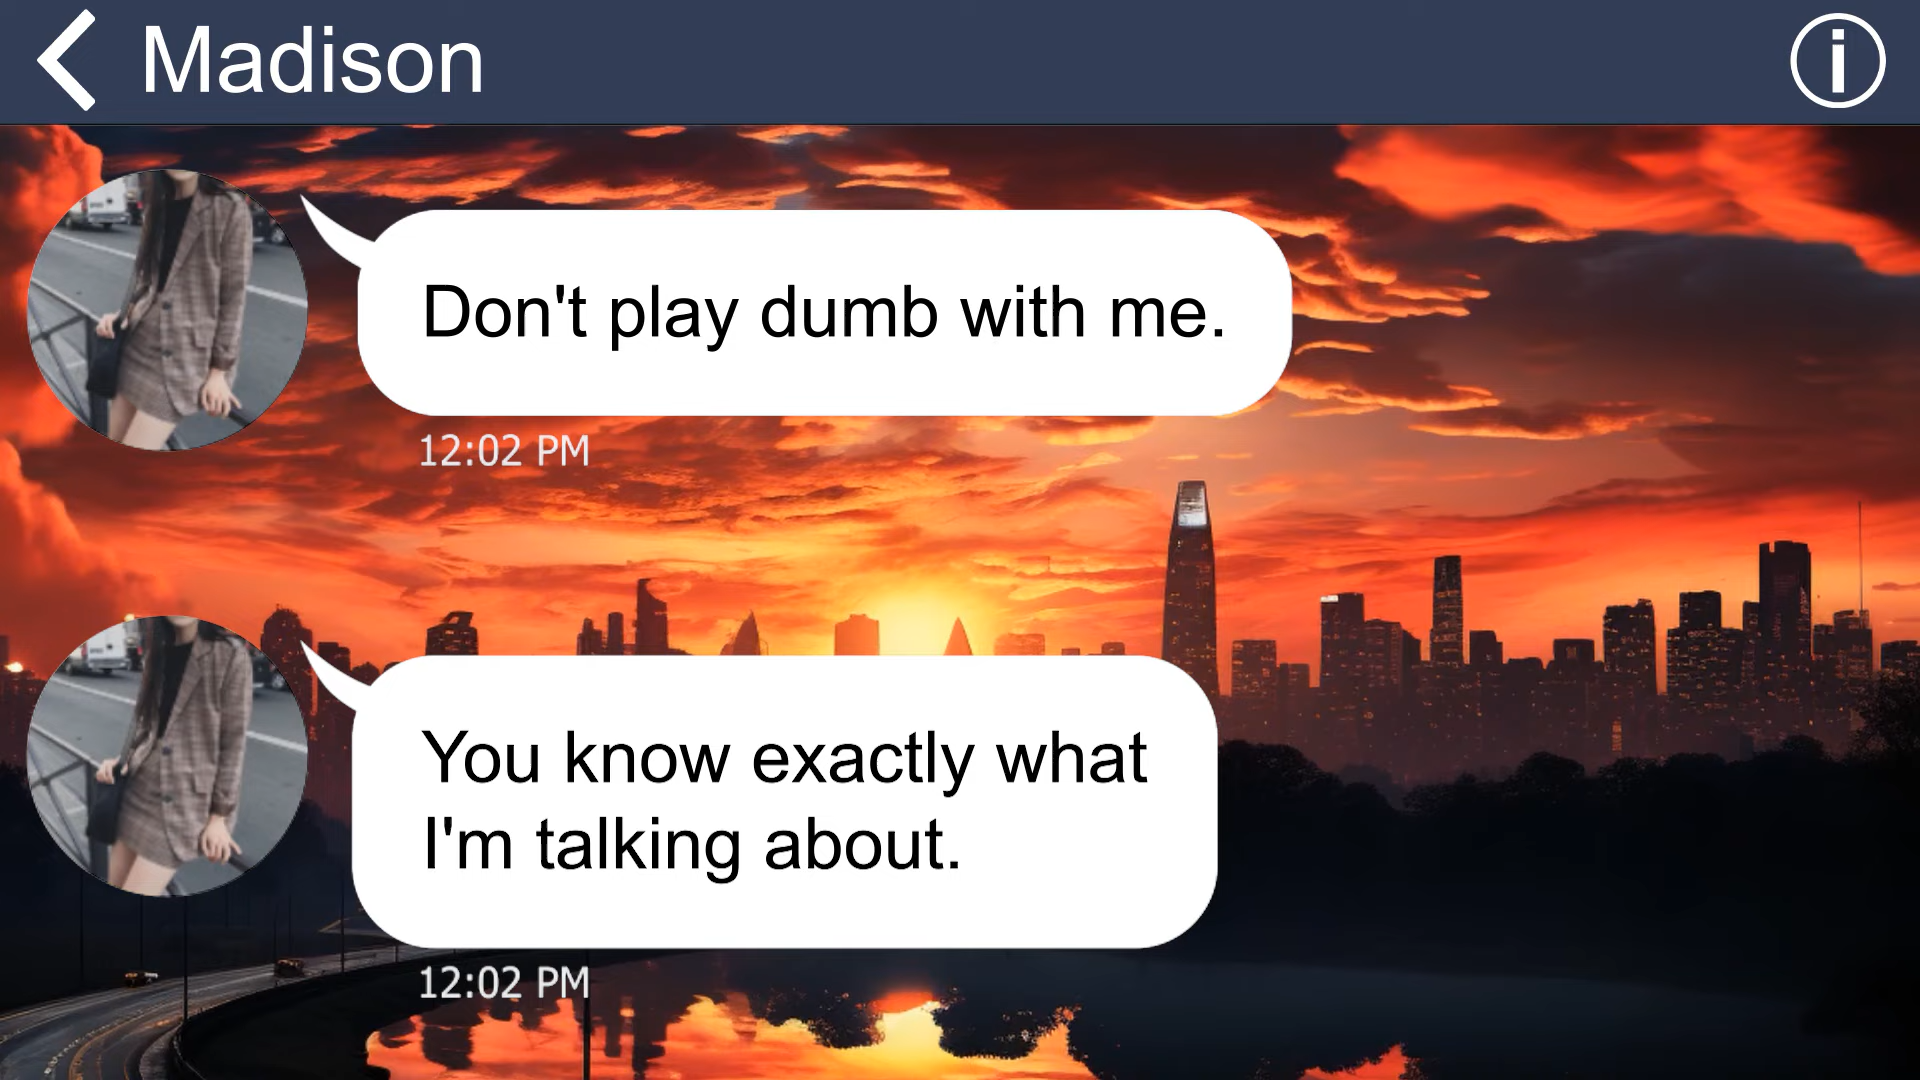 Madison
Don't play dumb with me.
12:02 PM
You know exactly what
I'm talking about.
12:02 PM